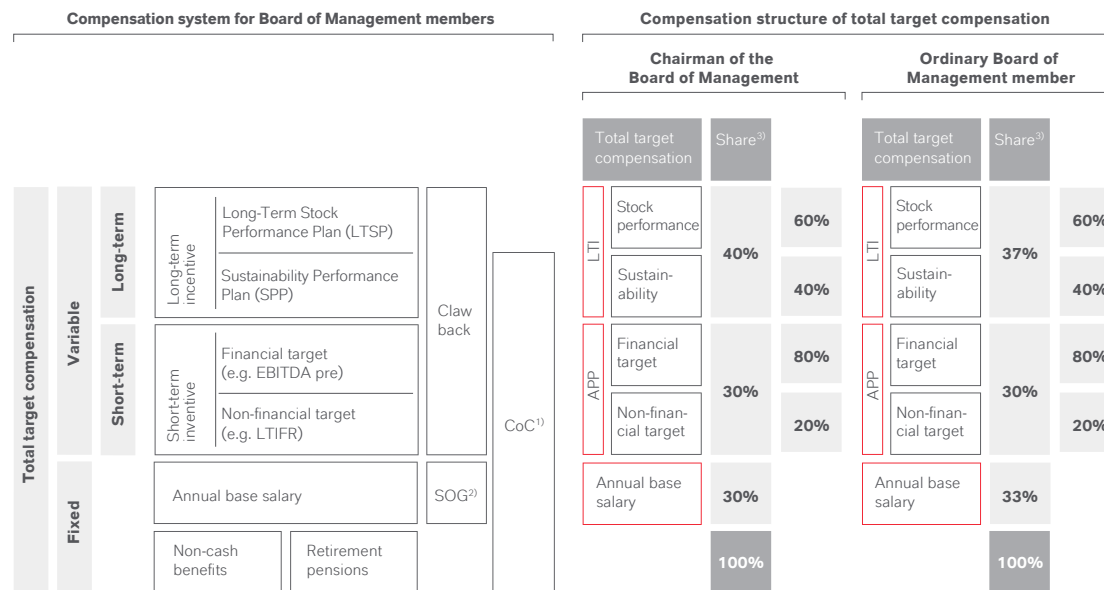 Compensation system for Board of Management members
Compensation structure of total target compensation
Chairman of the
Board of Management
Ordinary Board of
Management member
Total target
compensation
Share3)
Total target
compensation
Share3)
Total target compensation
Variable
Long-term
Long-term
incentive
Long-Term Stock
Performance Plan (LTSP)
Sustainability Performance
Plan (SPP)
Short-term
Short-term
inventive
Financial target
(e.g. EBITDA pre)
Non-financial target
(e.g. LTIFR)
Claw
back
CoC1)
Fixed
Annual base salary
SOG2)
Non-cash
benefits
Retirement
pensions
LTI
Stock
performance
Sustain-
ability
40%
60%
40%
APP
Financial
target
Non-finan-
cial target
30%
80%
20%
Annual base
salary
30%
100%
LTI
Stock
performance
Sustain-
ability
37%
60%
40%
APP
Financial
target
Non-finan-
cial target
30%
80%
20%
Annual base
salary
33%
100%